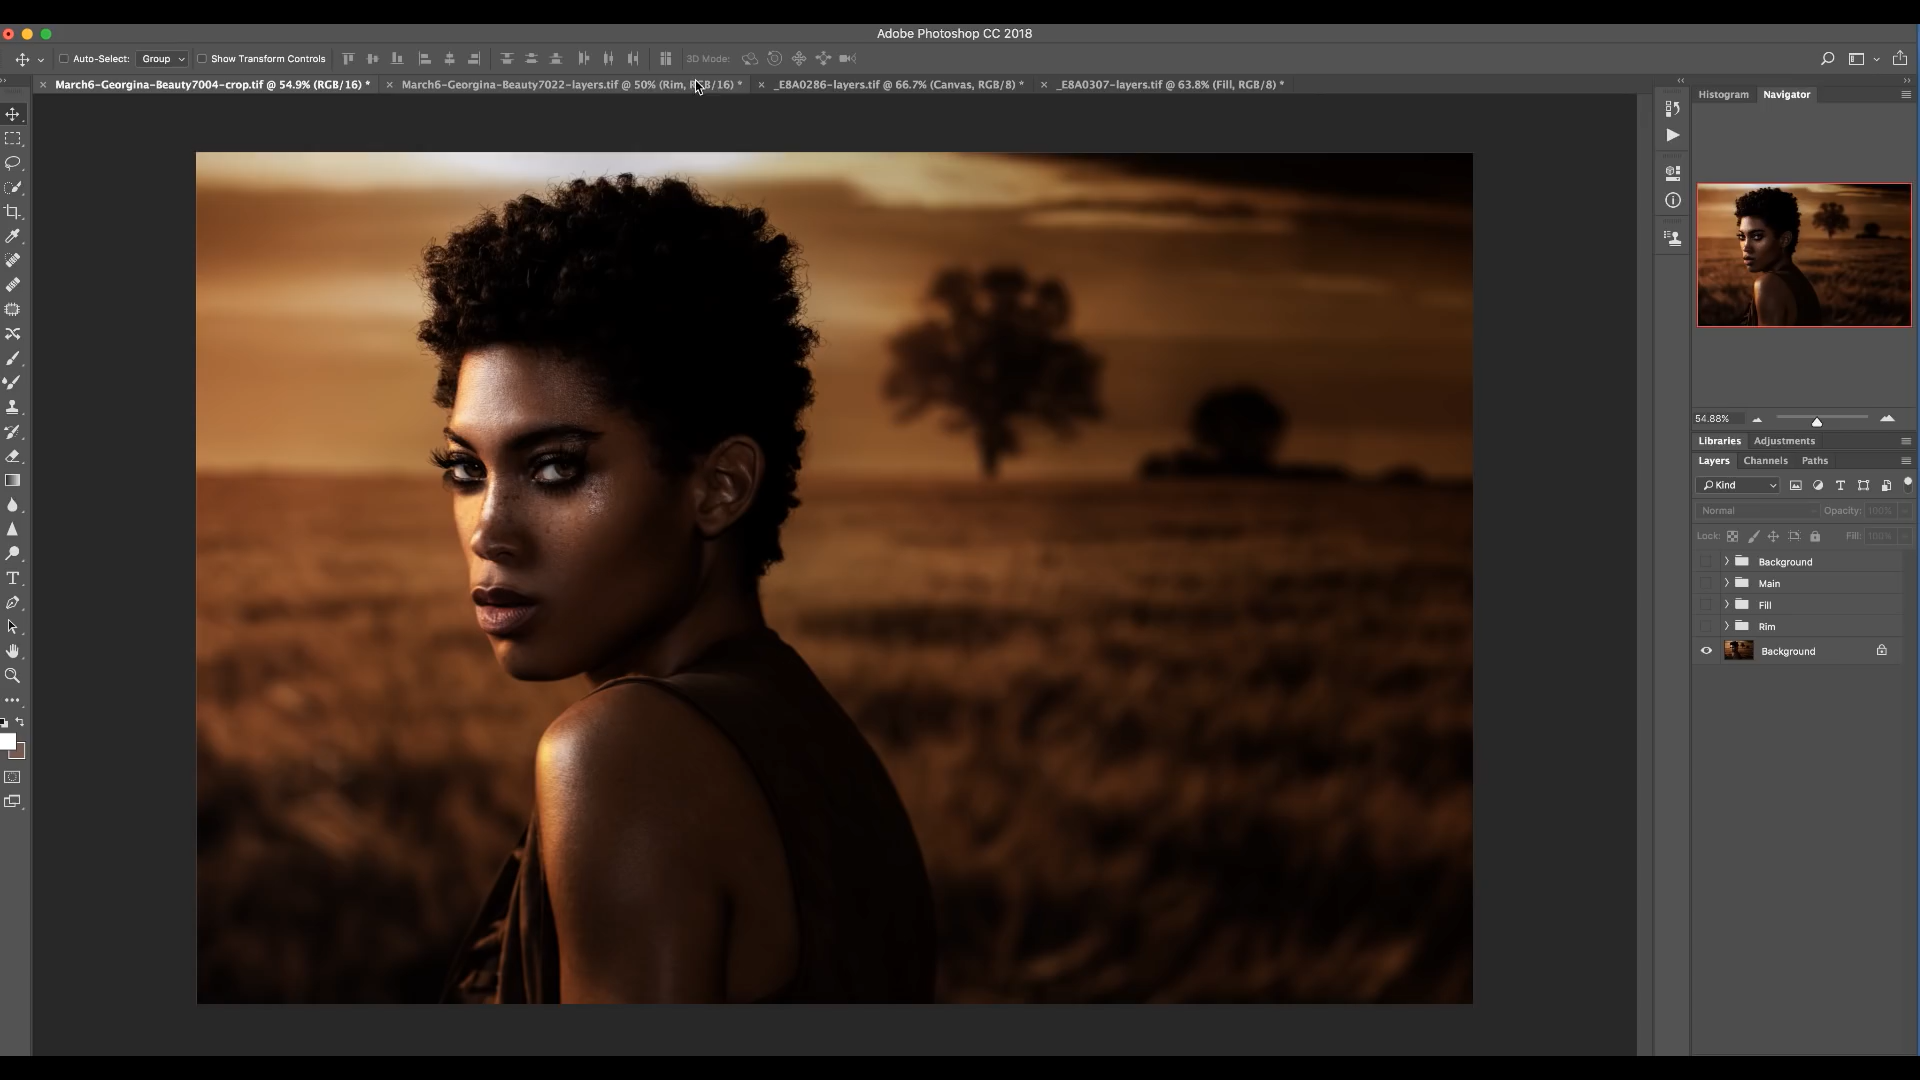 Adobe Photoshop CC 2018
Auto-Select: Group Show Transform Controls 3D Mode:
March6-Georgina-Beauty7004-crop.tif @ 54.9% (RGB/16) * March6-Georgina-Beauty7022-layers.tif @ 50% (Rim, RGB/16) * _E8A0286-layers.tif @ 66.7% (Canvas, RGB/8) * _E8A0307-layers.tif @ 63.8% (Fill, RGB/8) *
Histogram Navigator
54.88%
Libraries Adjustments
Layers Channels Paths
Kind
Normal Opacity: 100%
Lock: Fill: 100%
Background
Main
Fill
Rim
Background